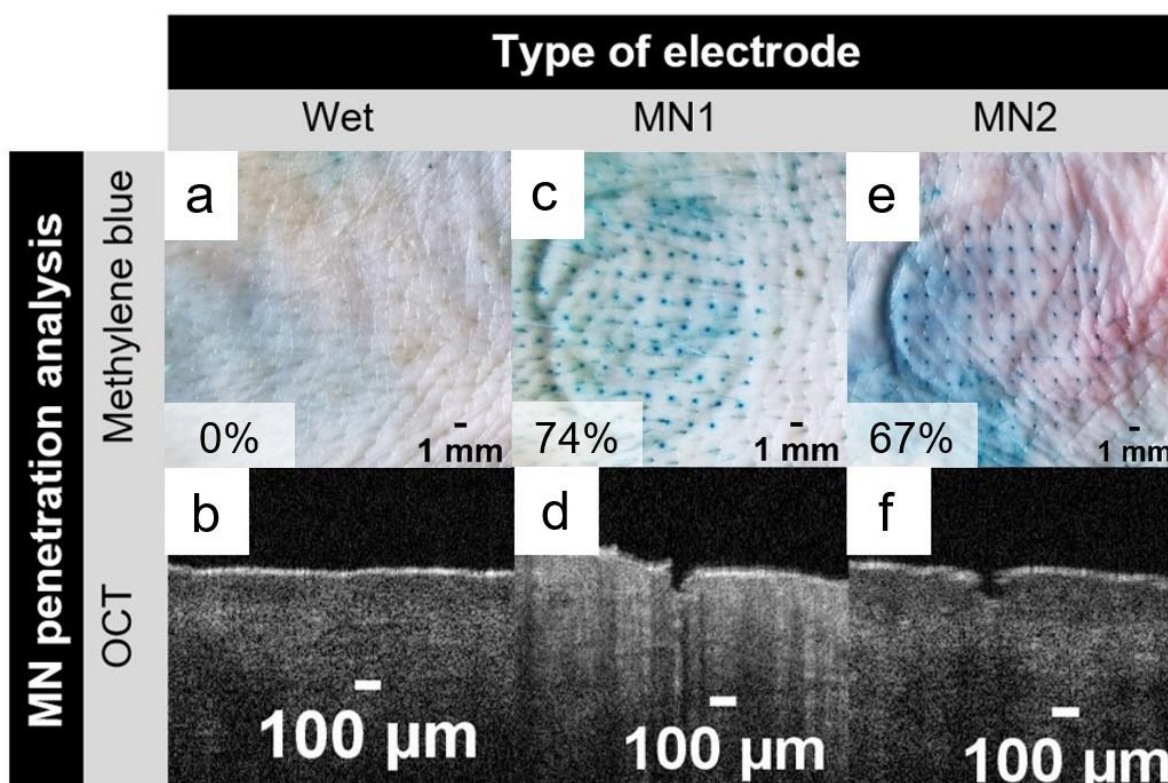 Type of electrode
Wet
MN1
MN2
MN penetration analysis
Methylene blue
a
0%
1 mm
c
74%
1 mm
e
67%
1 mm
OCT
b
100 µm
d
100 µm
f
100 µm